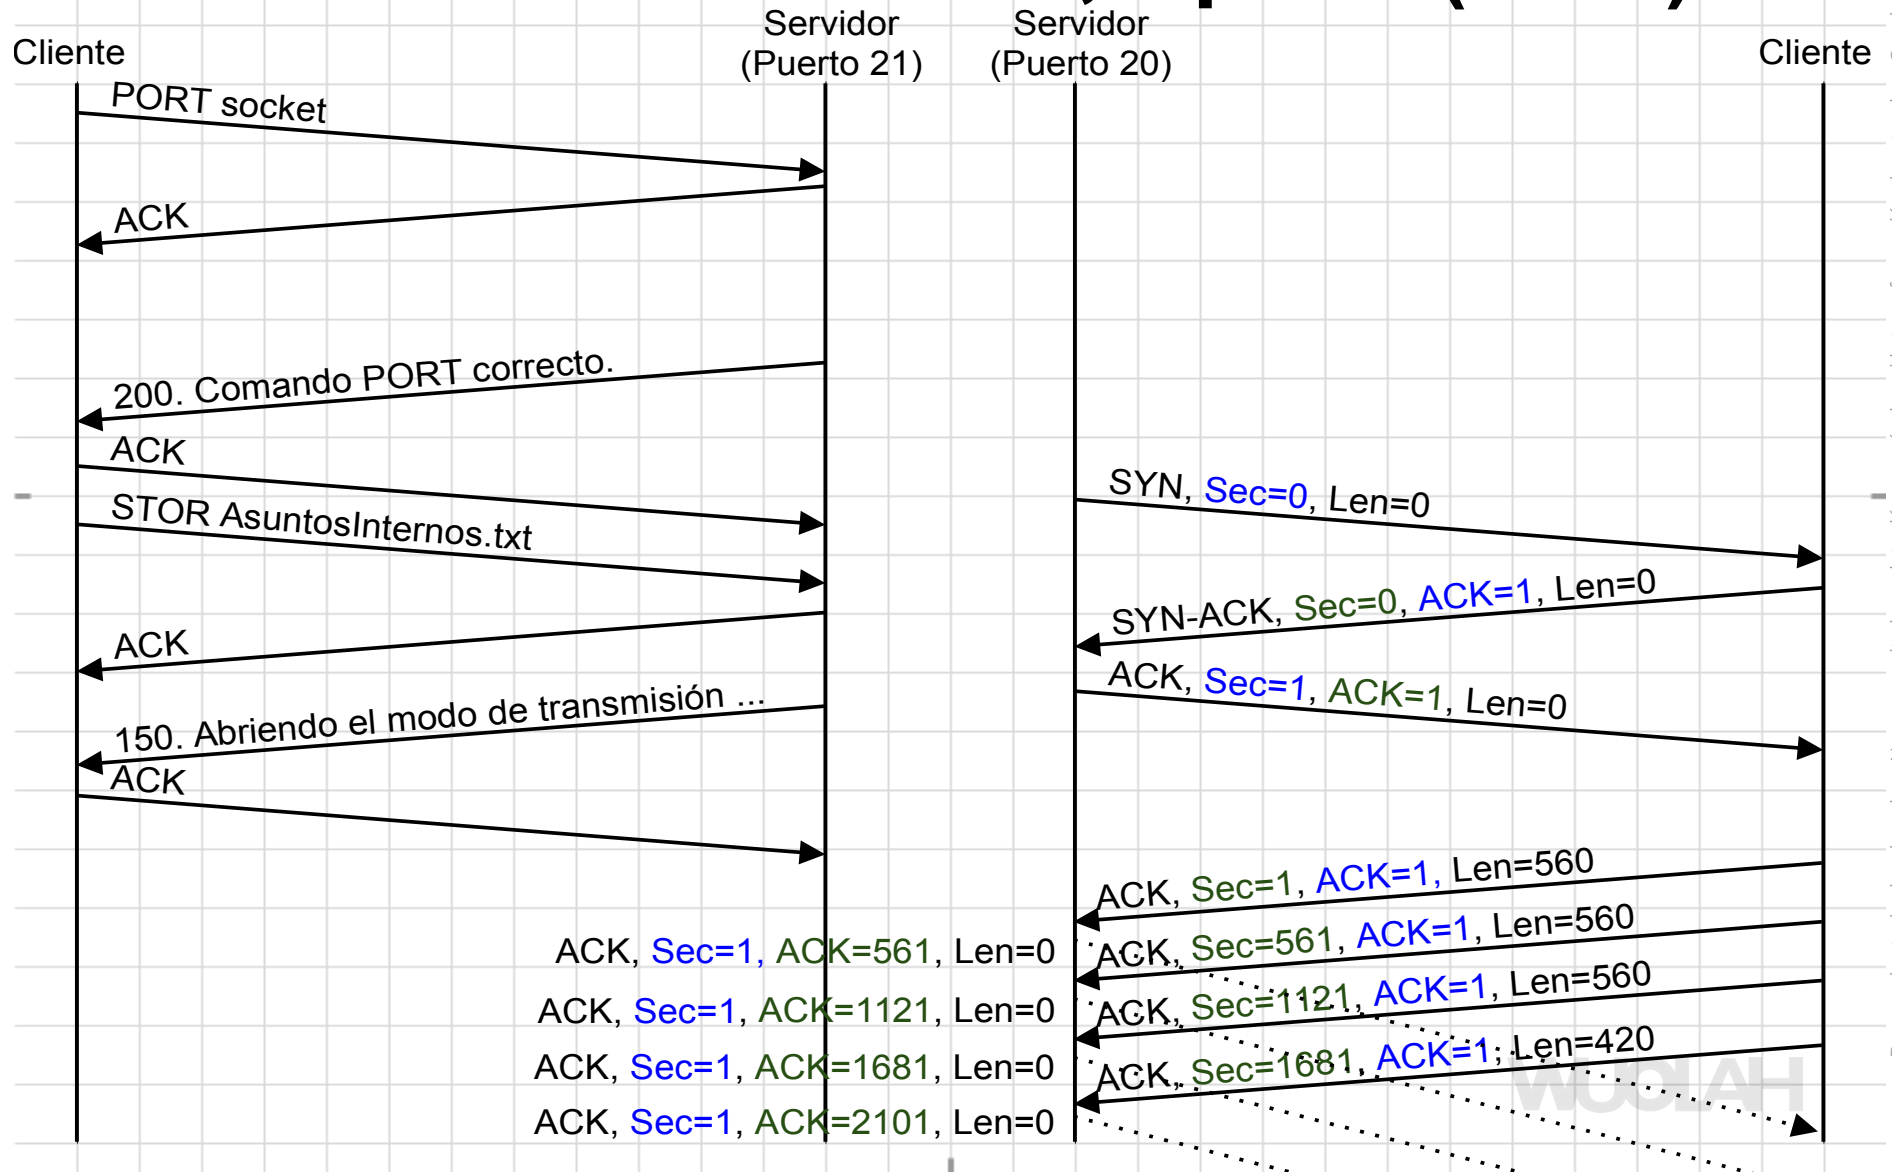 Cliente
Servidor
(Puerto 21)
Servidor
(Puerto 20)
Cliente
PORT socket
ACK
200. Comando PORT correcto.
ACK
STOR AsuntosInternos.txt
ACK
150. Abriendo el modo de transmisión ...
ACK
SYN, Sec=0, Len=0
SYN-ACK, Sec=0, ACK=1, Len=0
ACK, Sec=1, ACK=1, Len=0
ACK, Sec=1, ACK=1, Len=560
ACK, Sec=561, ACK=1, Len=560
ACK, Sec=1121, ACK=1, Len=560
ACK, Sec=1681, ACK=1, Len=420
ACK, Sec=1, ACK=561, Len=0
ACK, Sec=1, ACK=1121, Len=0
ACK, Sec=1, ACK=1681, Len=0
ACK, Sec=1, ACK=2101, Len=0
WUOLAH